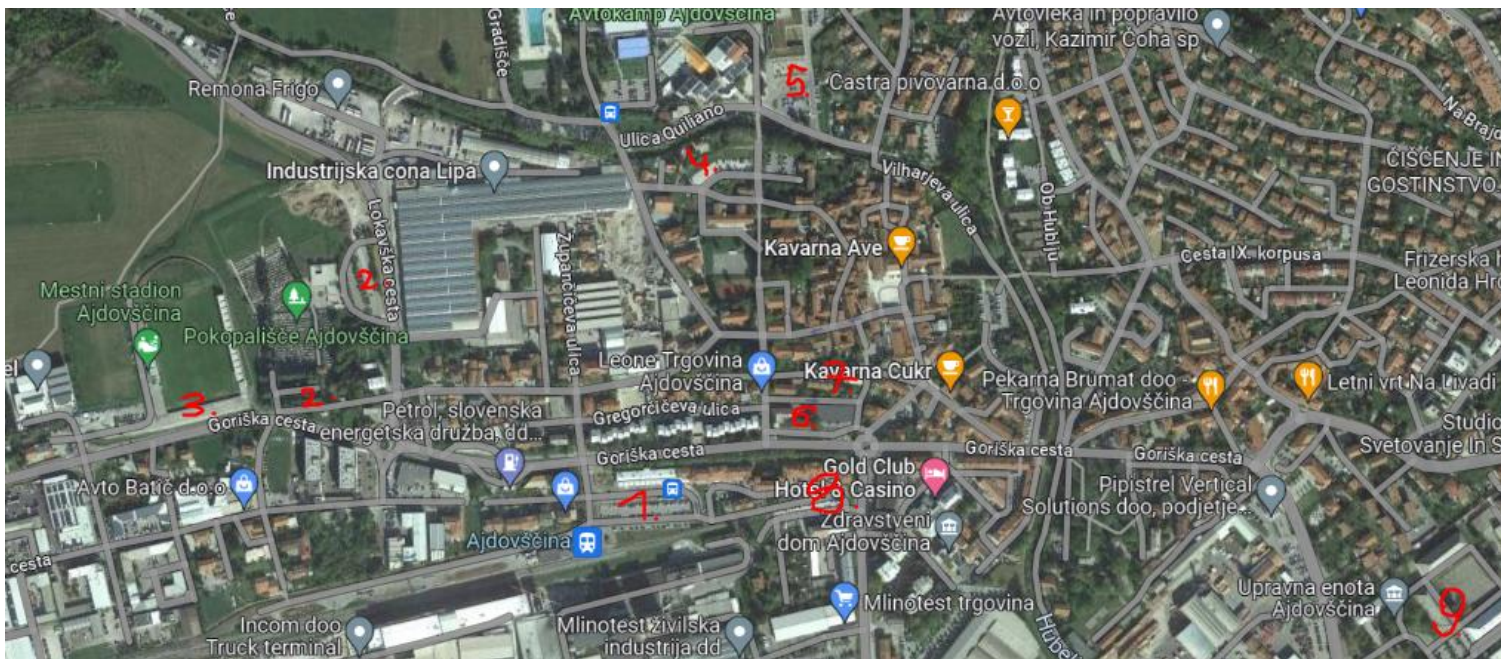 Gradišče
Avtokamp Ajdovščina
Avtovleka in popravilo
vozil, Kazimir Čoha sp
Remona Frigo
5.
Castra pivovarna d.o.o
Na Brajd
Ulica Quiliano
4.
Industrijska cona Lipa
Vilharjeva ulica
ČIŠČENJE IN
GOSTINSTVO,
Ob Hublju
Lokavška cesta
Župančičeva ulica
Kavarna Ave
Cesta IX. korpusa
Frizerska
Leonida Hro
2.
Mestni stadion
Ajdovščina
Pokopališče Ajdovščina
Leone Trgovina
Ajdovščina
7.
Kavarna Cukr
Pekarna Brumat doo -
Trgovina Ajdovščina
Letni vrt Na Livadi
3.
2.
Goriška cesta
Petrol, slovenska
energetska družba, dd...
Gregorčičeva ulica
6.
Studio
Svetovanje In S
Goriška cesta
Goriška cesta
Goriška cesta
Avto Batič d.o.o
Gold Club
Hotel & Casino
8.
Pipistrel Vertical
Solutions doo, podjetje...
1.
Ajdovščina
Zdravstveni
dom Ajdovščina
cesta
Mlinotest trgovina
Upravna enota
Ajdovščina
9
Incom doo
Truck terminal
Mlinotest živilska
industrija dd
Hubelj